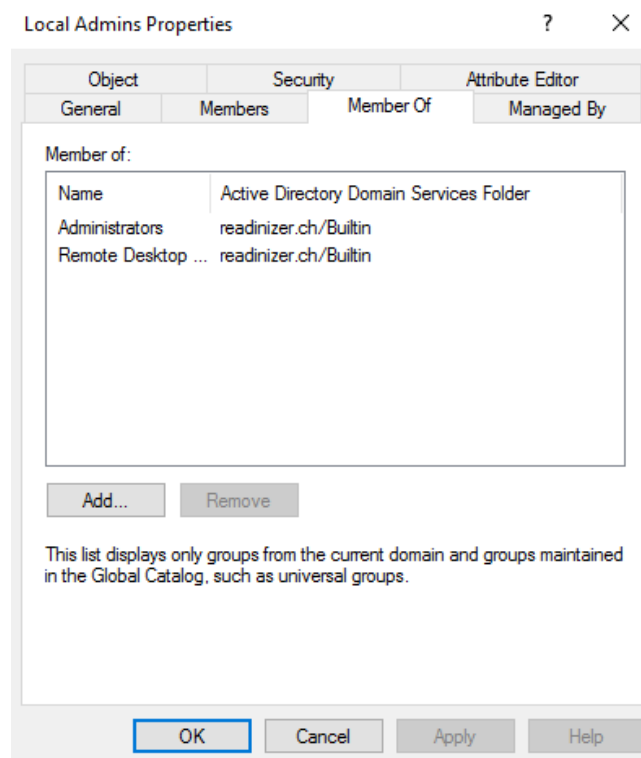 Local Admins Properties ? ×
Object Security Attribute Editor
General Members Member Of Managed By
Member of:
Name Active Directory Domain Services Folder
Administrators readinizer.ch/Builtin
Remote Desktop ... readinizer.ch/Builtin
Add... Remove
This list displays only groups from the current domain and groups maintained
in the Global Catalog, such as universal groups.
OK Cancel Apply Help